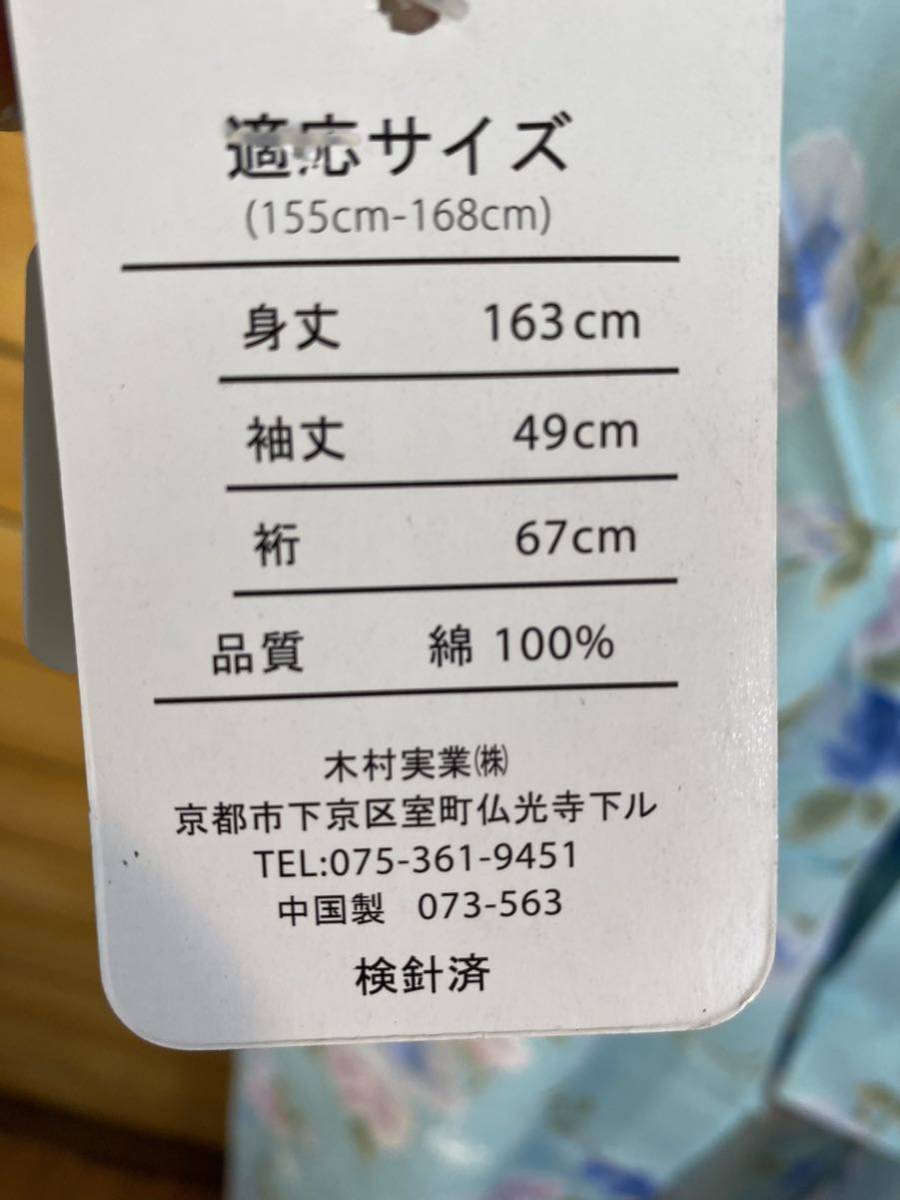 適応サイズ
(155cm-168cm)
身丈 163cm
袖丈 49cm
裄 67cm
品質 綿 100%
木村実業㈱
京都市下京区室町仏光寺下ル
TEL:075-361-9451
中国製 073-563
検針済